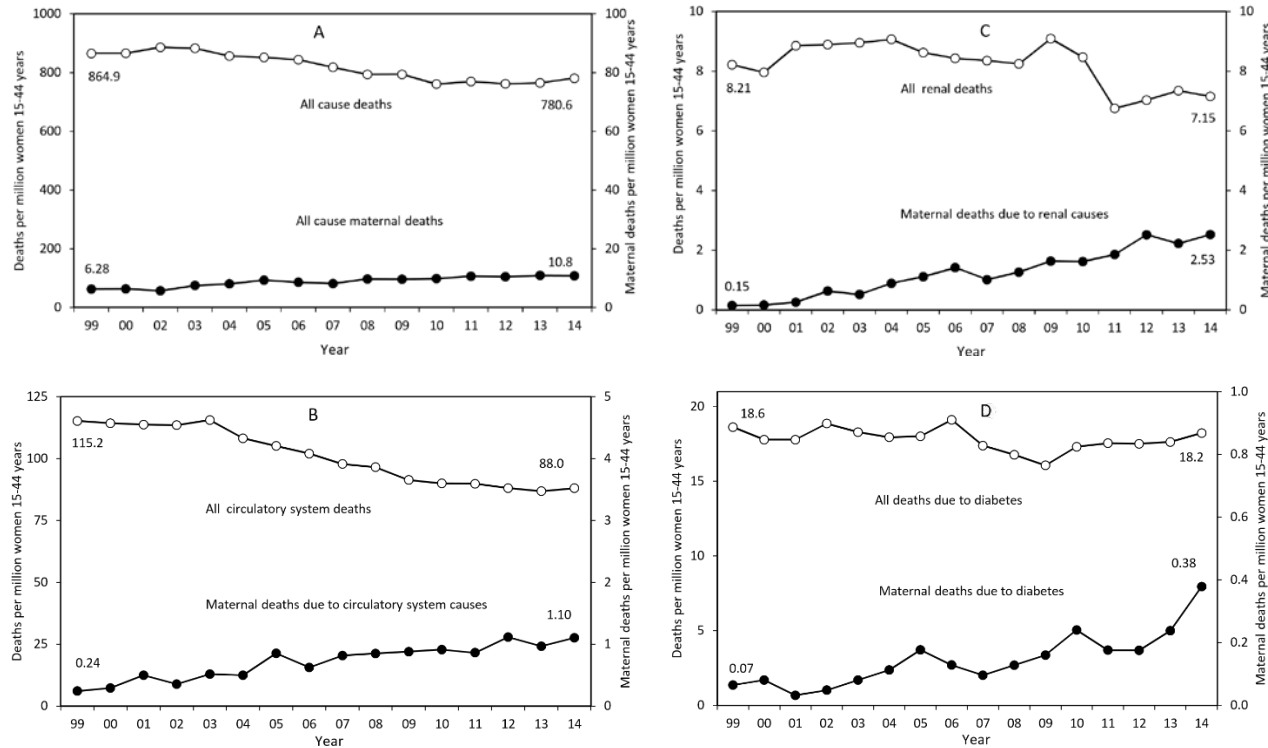 A
Deaths per million women 15-44 years
1000
800
600
400
200
0
Maternal deaths per million women 15-44 years
100
80
60
40
20
0
864.9
All cause deaths
780.6
All cause maternal deaths
6.28
10.8
99 00 02 03 04 05 06 07 08 09 10 11 12 13 14
Year
C
Deaths per million women 15-44 years
10
8
6
4
2
0
Maternal deaths per million women 15-44 years
10
8
6
4
2
0
8.21
All renal deaths
7.15
Maternal deaths due to renal causes
0.15
2.53
99 00 01 02 03 04 05 06 07 08 09 10 11 12 13 14
Year
B
Deaths per million women 15-44 years
125
100
75
50
25
0
Maternal deaths per million women 15-44 years
5
4
3
2
1
0
115.2
88.0
All circulatory system deaths
Maternal deaths due to circulatory system causes
1.10
0.24
99 00 01 02 03 04 05 06 07 08 09 10 11 12 13 14
Year
D
Deaths per million women 15-44 years
20
15
10
5
0
Maternal deaths per million women 15-44 years
1.0
0.8
0.6
0.4
0.2
0.0
18.6
18.2
All deaths due to diabetes
0.38
Maternal deaths due to diabetes
0.07
99 00 01 02 03 04 05 06 07 08 09 10 11 12 13 14
Year